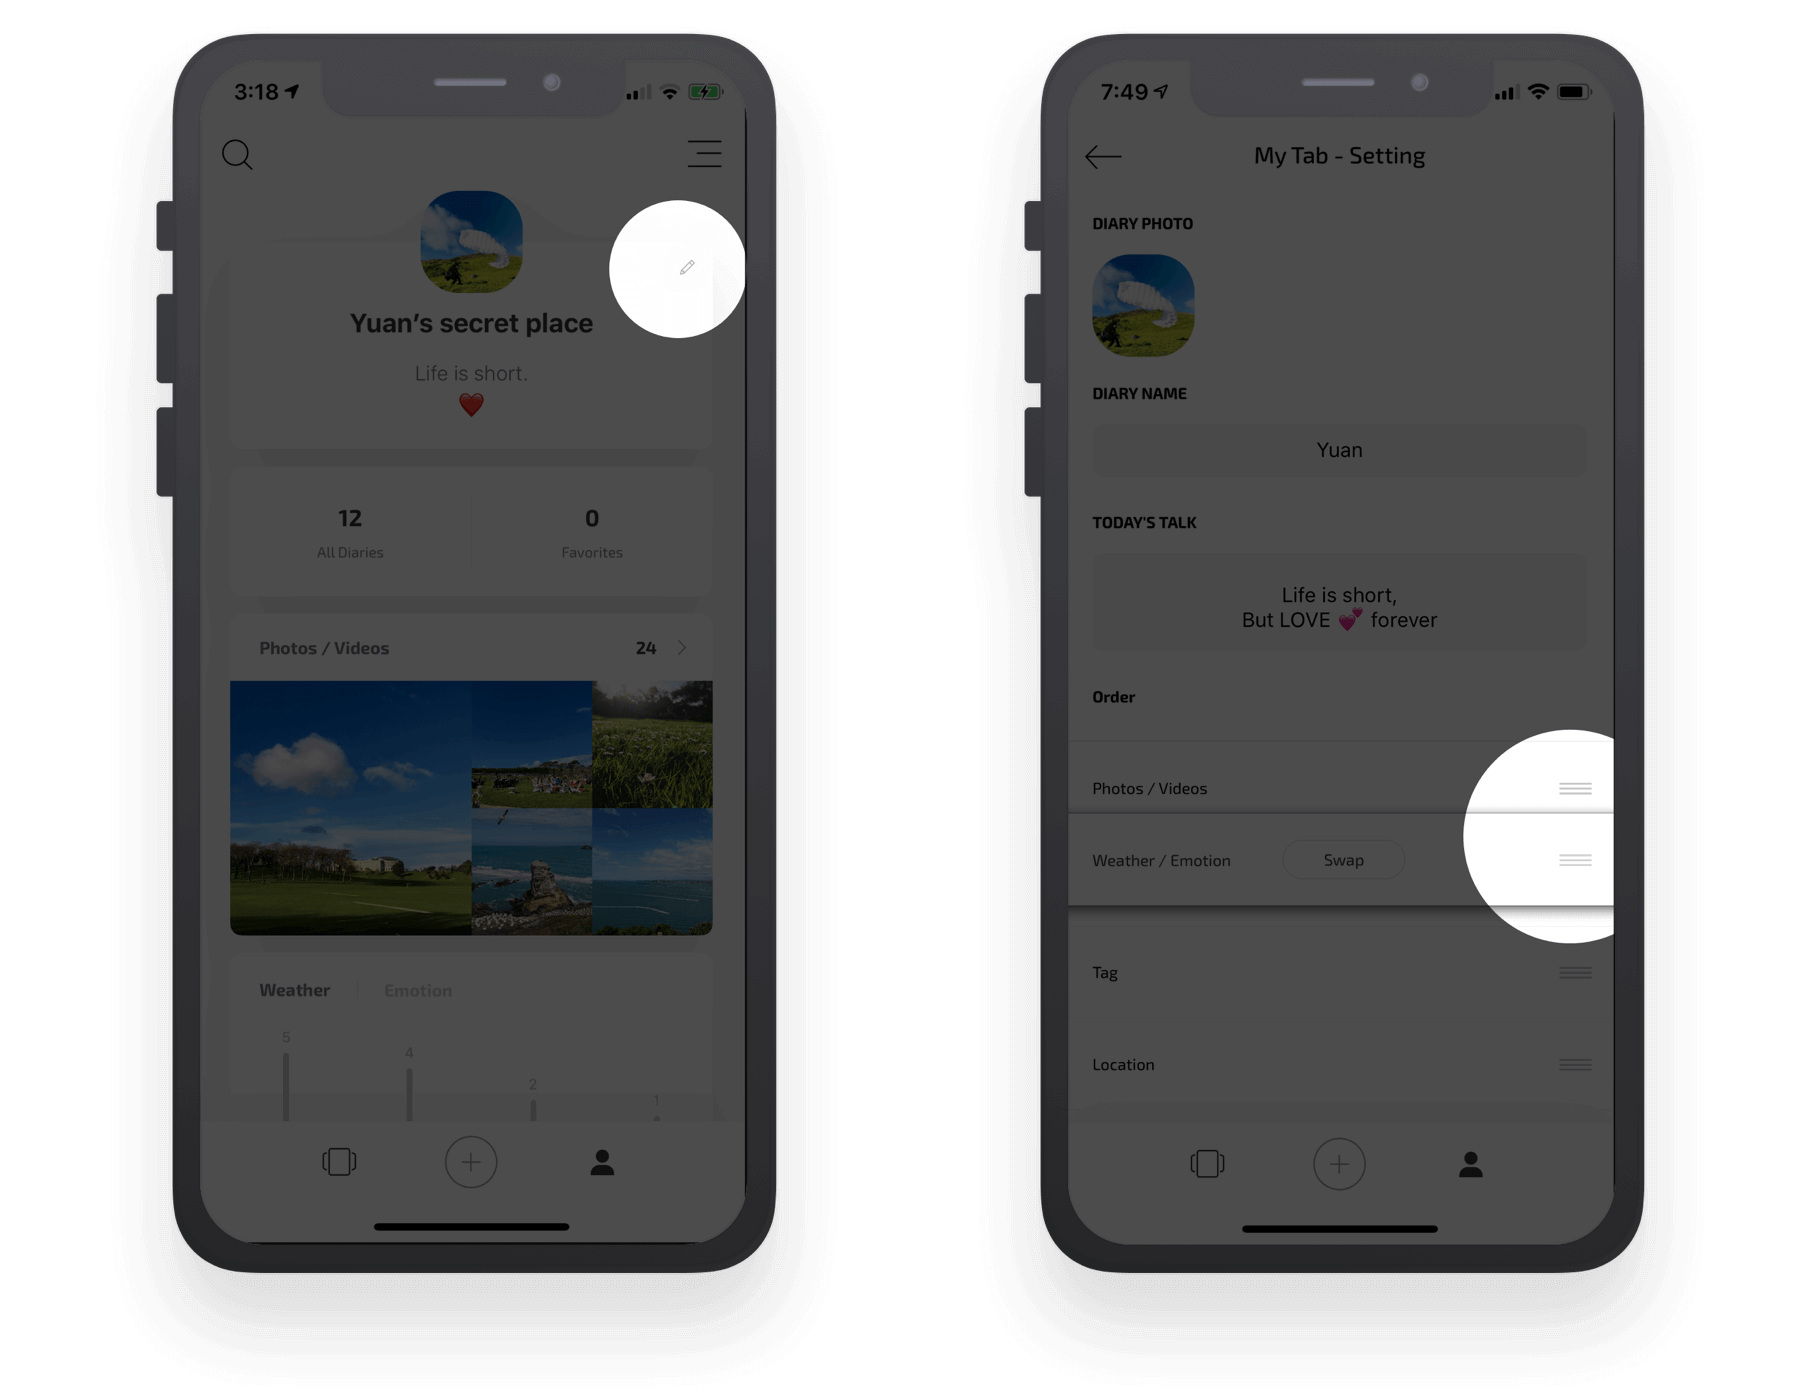 3:18
Yuan's secret place
Life is short.
❤️
12
0
All Diaries
Favorites
Photos / Videos
24
Weather
Emotion
5
4
2
1
7:49
My Tab - Setting
DIARY PHOTO
DIARY NAME
Yuan
TODAY'S TALK
Life is short,
But LOVE 💕 forever
Order
Photos / Videos
Weather / Emotion
Swap
Tag
Location